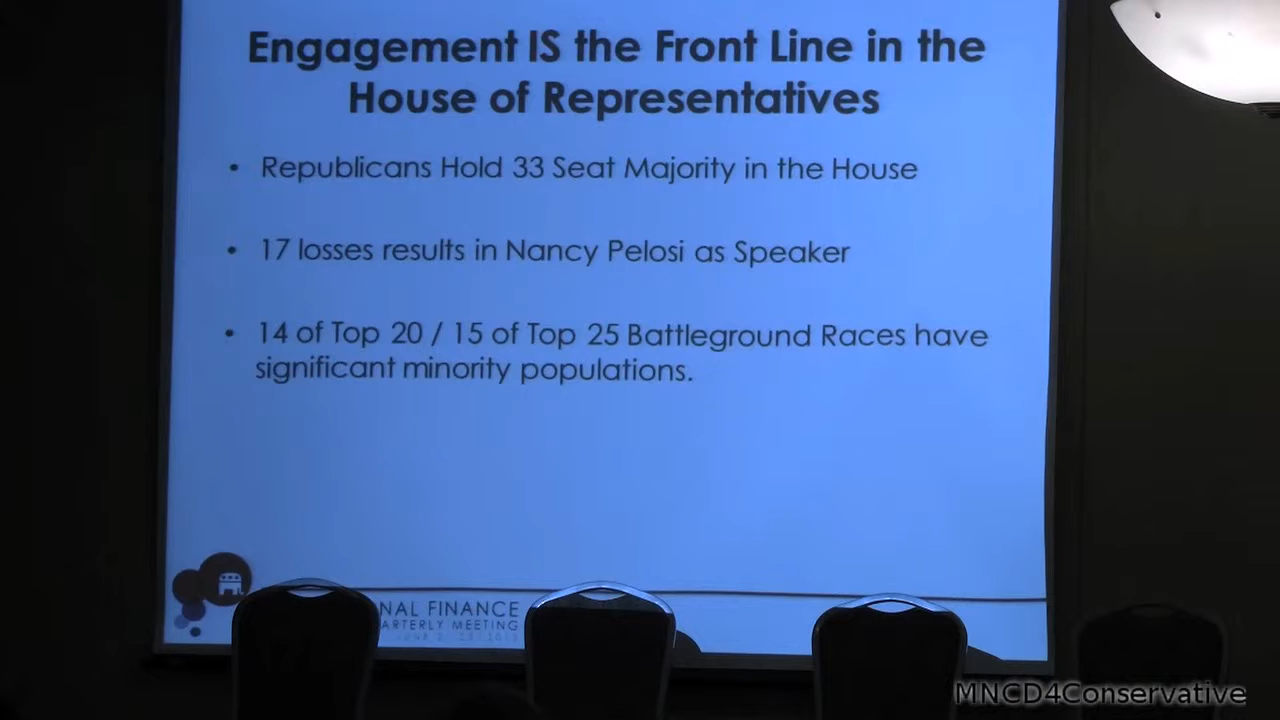 Engagement IS the Front Line in the
House of Representatives
• Republicans Hold 33 Seat Majority in the House
• 17 losses results in Nancy Pelosi as Speaker
• 14 of Top 20 / 15 of Top 25 Battleground Races have
significant minority populations.
NAL FINANCE
ARTERLY MEETING
MNCD4Conservative